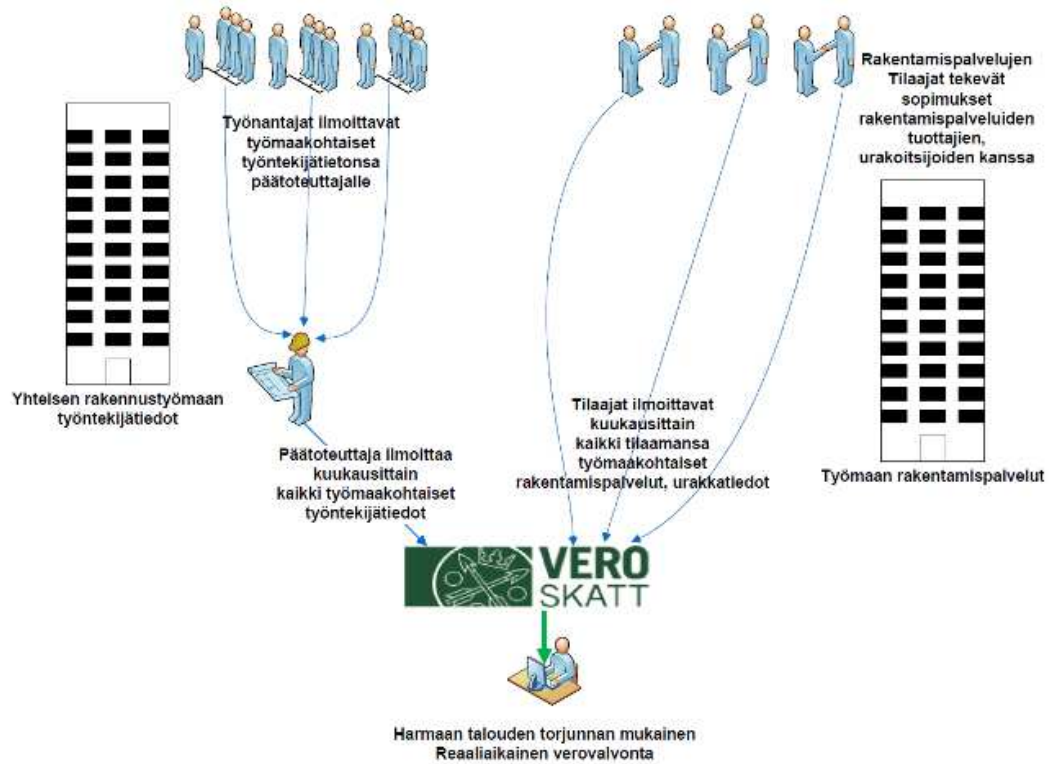 Työnantajat ilmoittavat
työmaakohtaiset
työntekijätietonsa
päätoteuttajalle
Rakentamispalvelujen
Tilaajat tekevät
sopimukset
rakentamispalveluiden
tuottajien,
urakoitsijoiden kanssa
Yhteisen rakennustyömaan
työntekijätiedot
Päätoteuttaja ilmoittaa
kuukausittain
kaikki työmaakohtaiset
työntekijätiedot
Tilaajat ilmoittavat
kuukausittain
kaikki tilaamansa
työmaakohtaiset
rakentamispalvelut, urakkatiedot
Työmaan rakentamispalvelut
VERO
SKATT
Harmaan talouden torjunnan mukainen
Reaaliaikainen verovalvonta